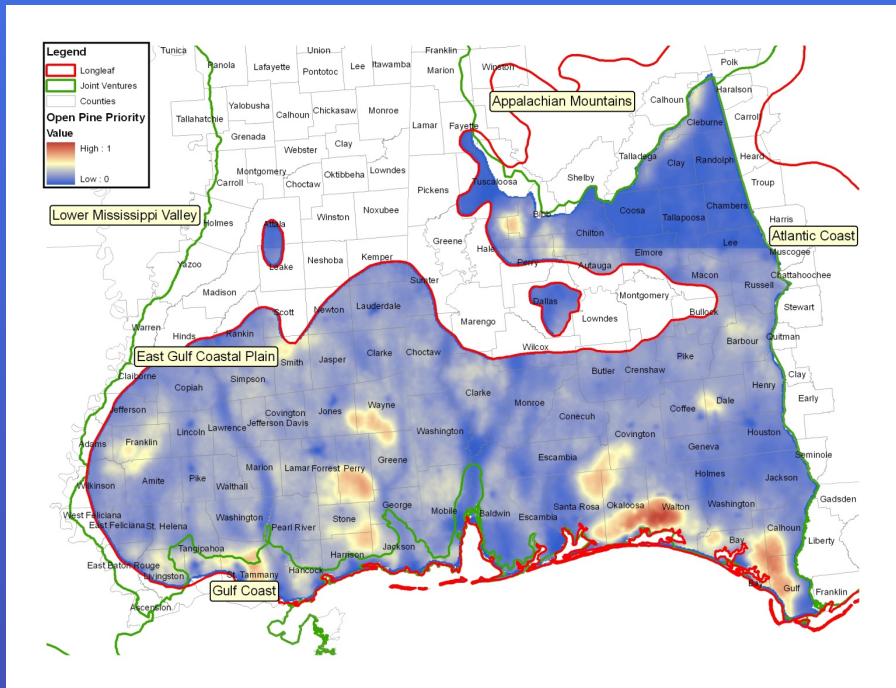 Legend
Longleaf
Joint Ventures
Counties
Open Pine Priority
Value
High : 1
Low : 0
Tunica
Panola
Lafayette
Union
Pontotoc
Lee
Itawamba
Franklin
Marion
Winston
Polk
Haralson
Appalachian Mountains
Calhoun
Cleburne
Carroll
Tallahatchie
Yalobusha
Calhoun
Chickasaw
Monroe
Grenada
Lamar
Fayette
Talladega
Clay
Randolph
Heard
Webster
Clay
Shelby
Troup
Montgomery
Carroll
Choctaw
Oktibbeha
Lowndes
Pickens
Tuscaloosa
Bibb
Coosa
Tallapoosa
Chambers
Lower Mississippi Valley
Holmes
Attala
Winston
Noxubee
Greene
Hale
Chilton
Lee
Harris
Atlantic Coast
Muscogee
Yazoo
Leake
Neshoba
Kemper
Perry
Autauga
Elmore
Macon
Chattahoochee
Russell
Madison
Sumter
Dallas
Montgomery
Stewart
Scott
Newton
Lauderdale
Marengo
Lowndes
Bullock
Warren
Hinds
Rankin
Wilcox
Barbour
Quitman
East Gulf Coastal Plain
Smith
Jasper
Clarke
Choctaw
Pike
Claiborne
Simpson
Butler
Crenshaw
Clay
Copiah
Henry
Jefferson
Covington
Jones
Wayne
Clarke
Monroe
Coffee
Dale
Early
Jefferson Davis
Lincoln
Lawrence
Conecuh
Adams
Franklin
Washington
Covington
Houston
Geneva
Marion
Lamar
Forrest
Perry
Greene
Escambia
Seminole
Wilkinson
Amite
Pike
Walthall
Holmes
Jackson
West Feliciana
East Feliciana
St. Helena
Washington
Pearl River
Stone
George
Mobile
Baldwin
Escambia
Santa Rosa
Okaloosa
Walton
Washington
Gadsden
Calhoun
Tangipahoa
Harrison
Jackson
Bay
Liberty
East Baton Rouge
Livingston
St. Tammany
Hancock
Gulf Coast
Bay
Gulf
Franklin
Ascension